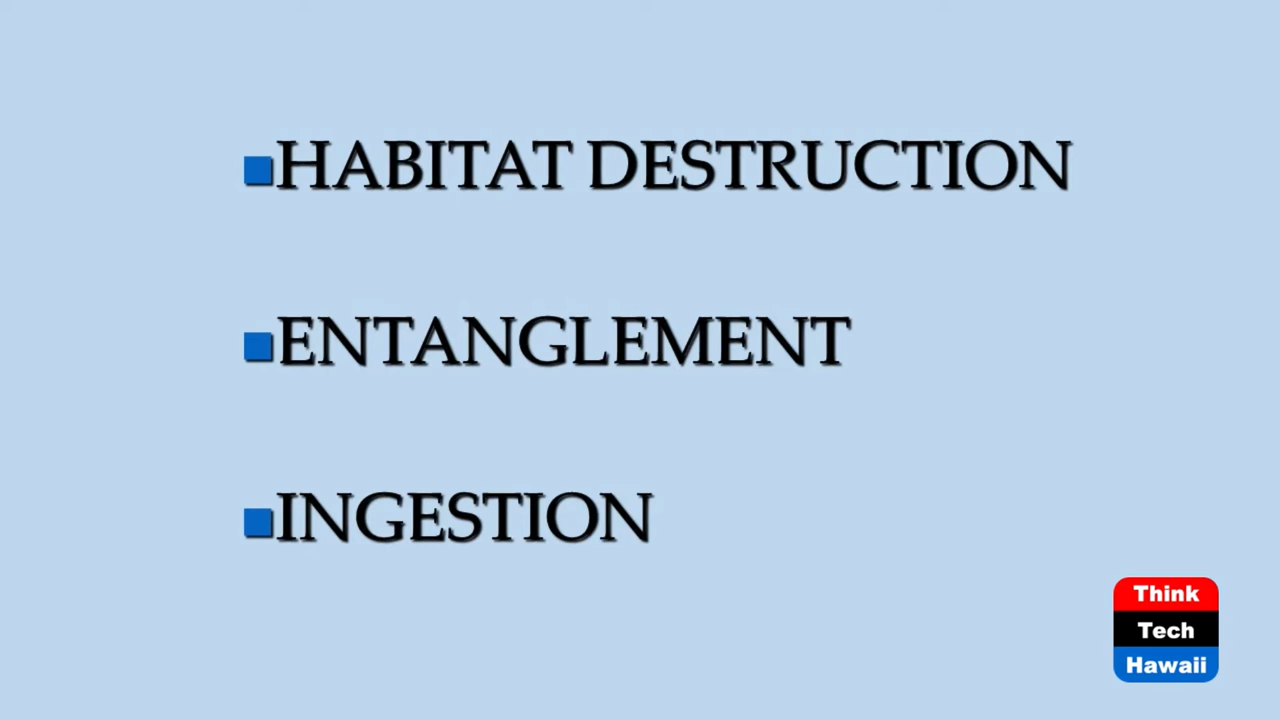 HABITAT DESTRUCTION
ENTANGLEMENT
INGESTION
Think
Tech
Hawaii